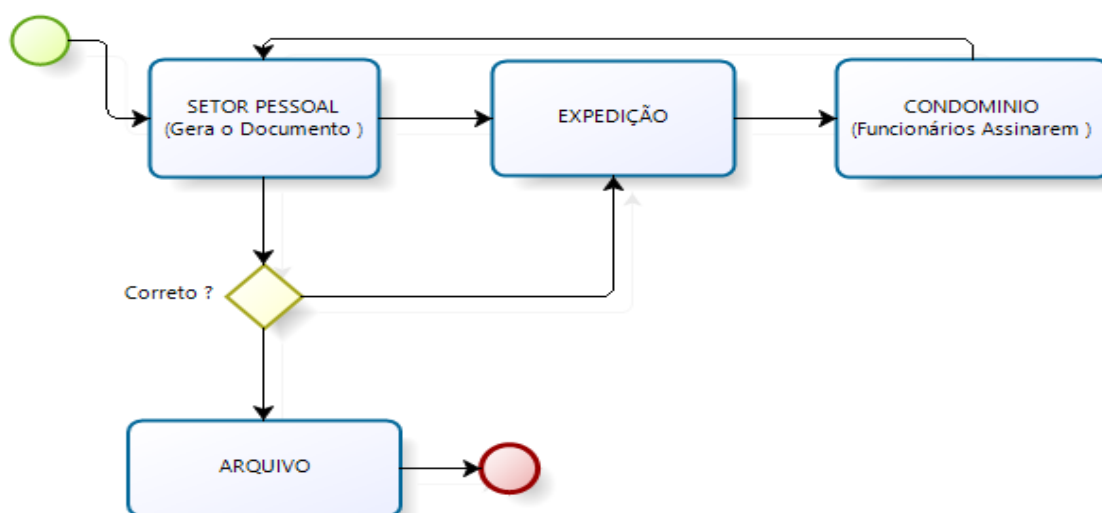 SETOR PESSOAL
(Gera o Documento )
EXPEDIÇÃO
CONDOMINIO
(Funcionários Assinarem )
Correto ?
ARQUIVO